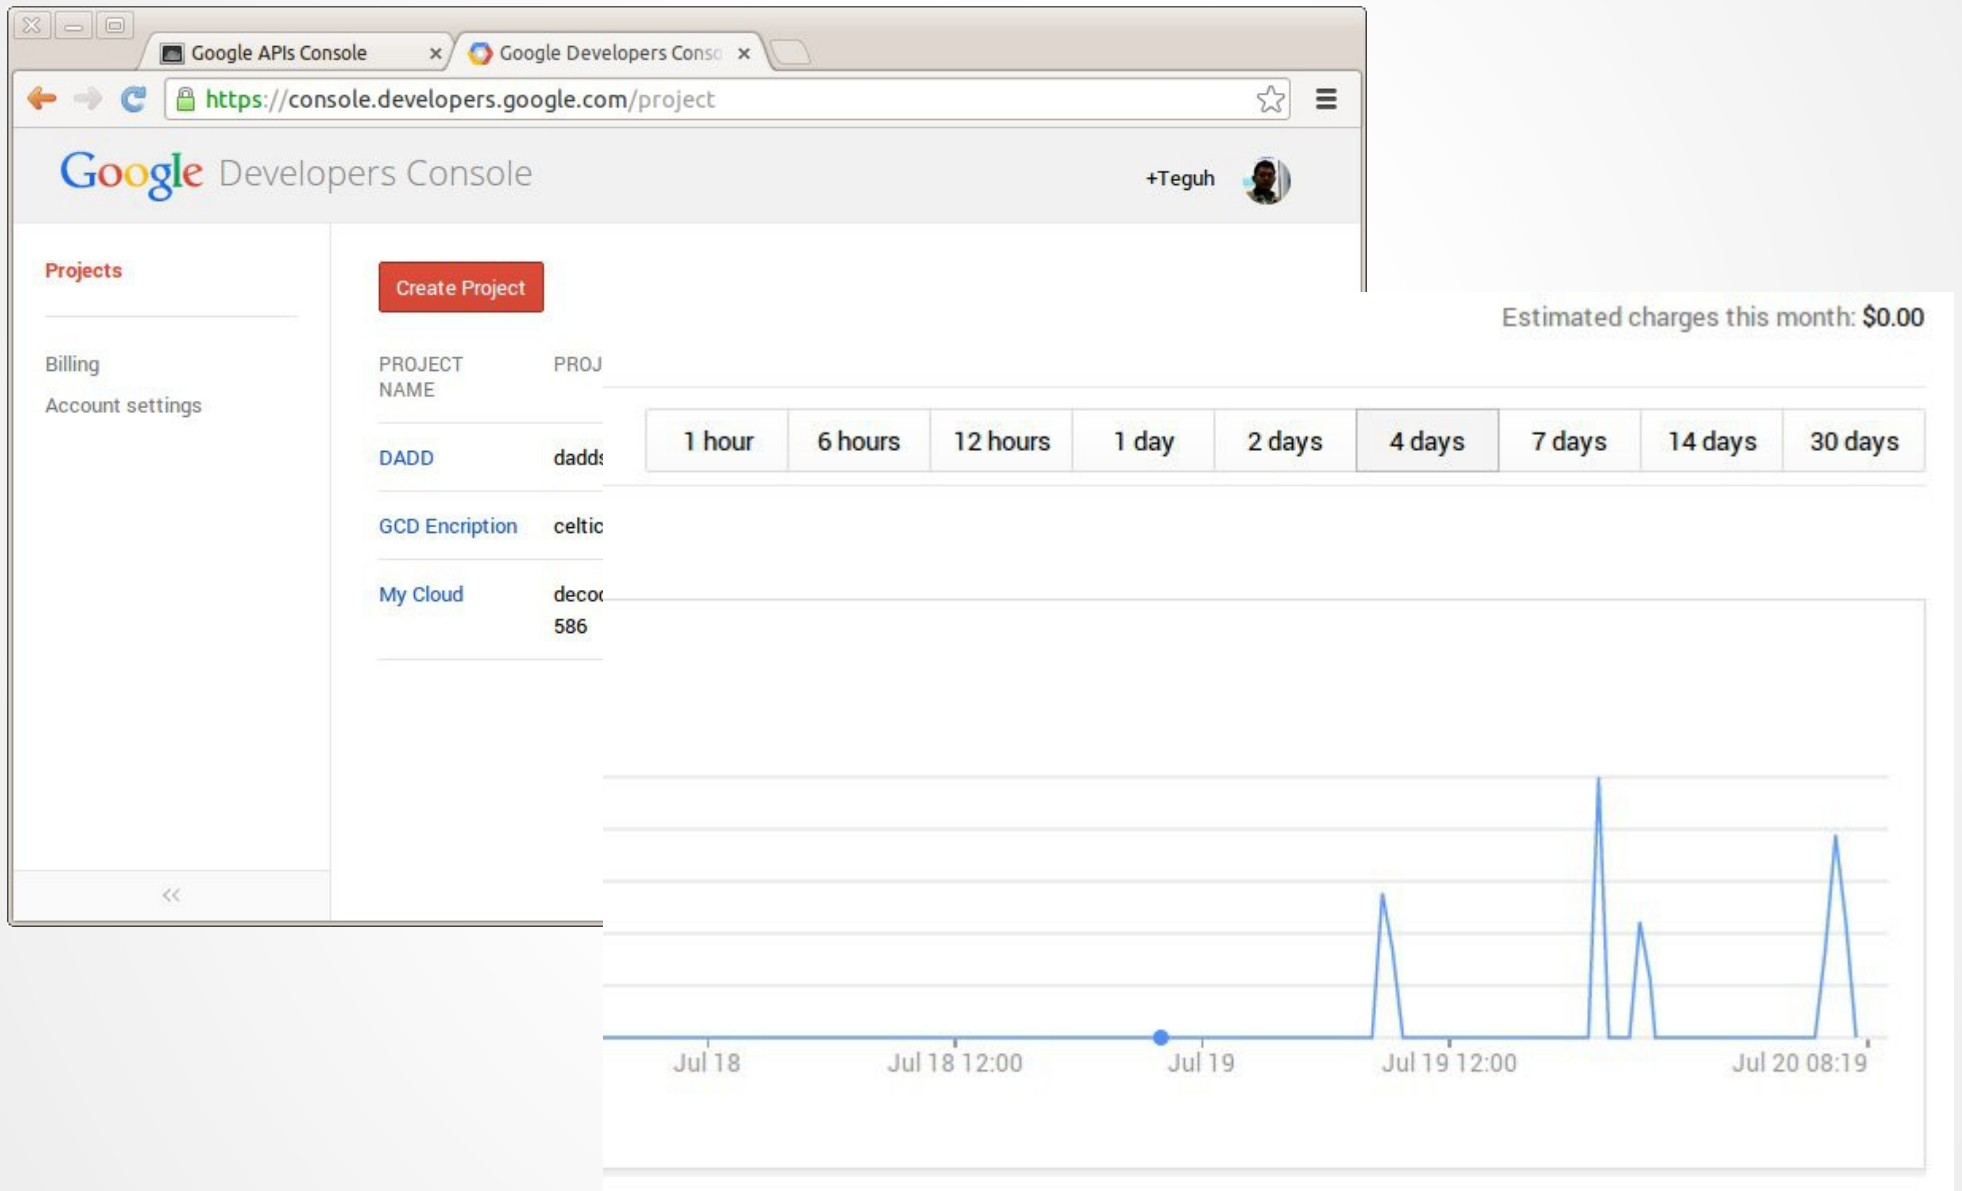 Google APIs Console
Google Developers Conso
https://console.developers.google.com/project
Google Developers Console
+Teguh
Projects
Billing
Account settings
Create Project
PROJECT
NAME
PROJ
DADD
dadds
GCD Encription
celtic
My Cloud
deco
586
<<
Estimated charges this month: $0.00
1 hour 6 hours 12 hours 1 day 2 days 4 days 7 days 14 days 30 days
Jul 18 Jul 18 12:00 Jul 19 Jul 19 12:00 Jul 20 08:19